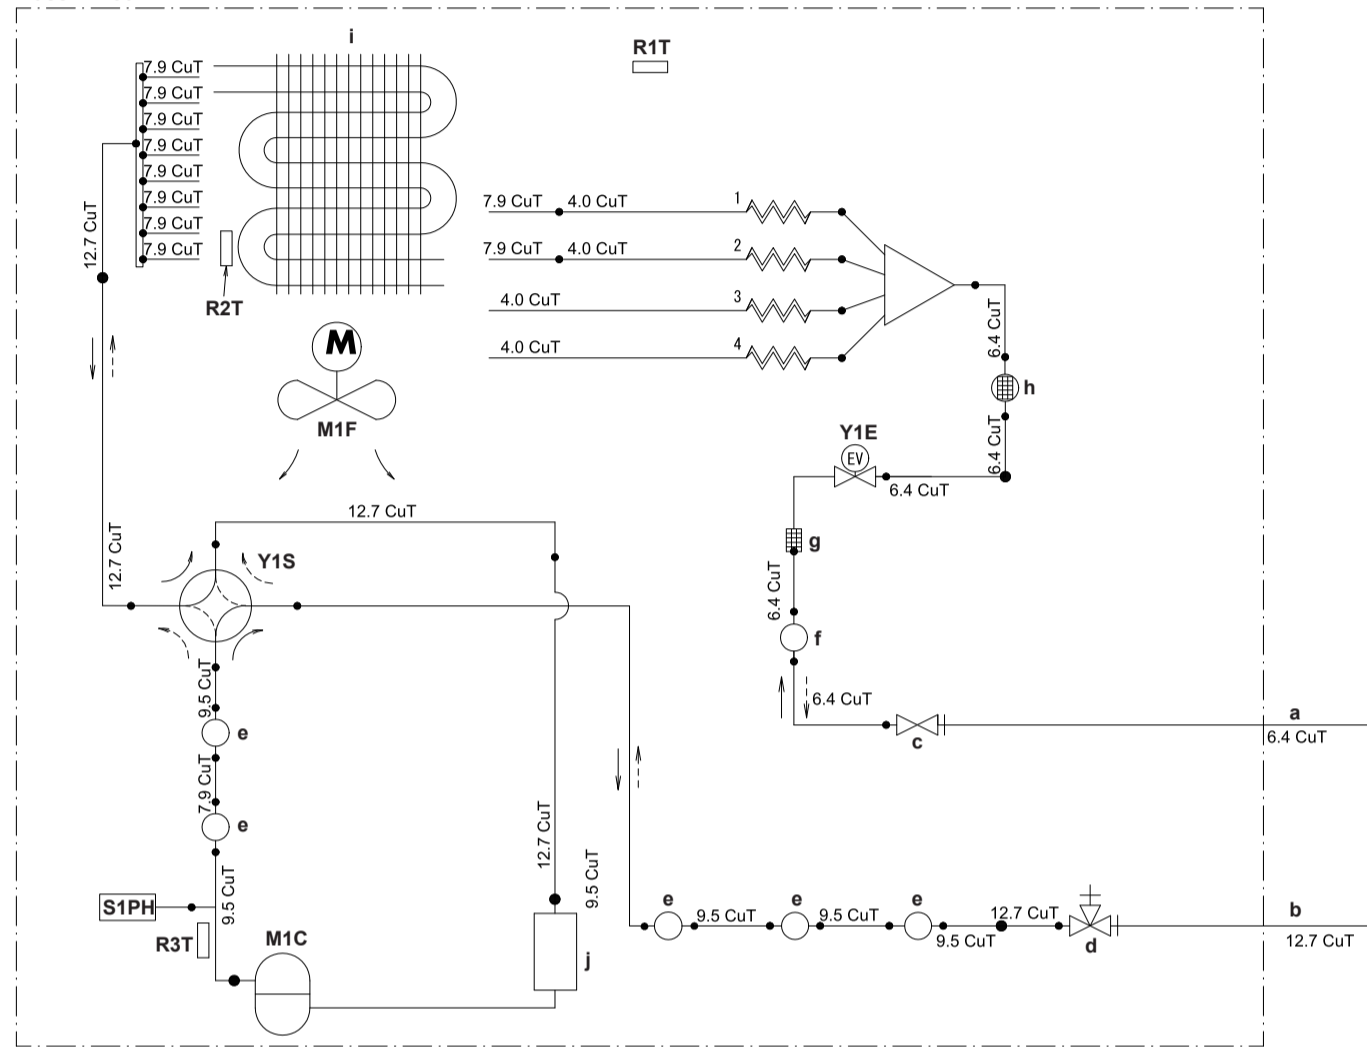 i
R1T
7.9 CuT
7.9 CuT
7.9 CuT
7.9 CuT
7.9 CuT
7.9 CuT
7.9 CuT
7.9 CuT
12.7 CuT
R2T
7.9 CuT 4.0 CuT 1
7.9 CuT 4.0 CuT 2
4.0 CuT 3
4.0 CuT 4
6.4 CuT
h
6.4 CuT
M
M1F
Y1E
EV
6.4 CuT
g
6.4 CuT
f
6.4 CuT
c
a
6.4 CuT
12.7 CuT
12.7 CuT
Y1S
9.5 CuT
e
7.9 CuT
e
9.5 CuT
S1PH
R3T
M1C
12.7 CuT
j
9.5 CuT
e
9.5 CuT
e
9.5 CuT
e
9.5 CuT
12.7 CuT
d
b
12.7 CuT